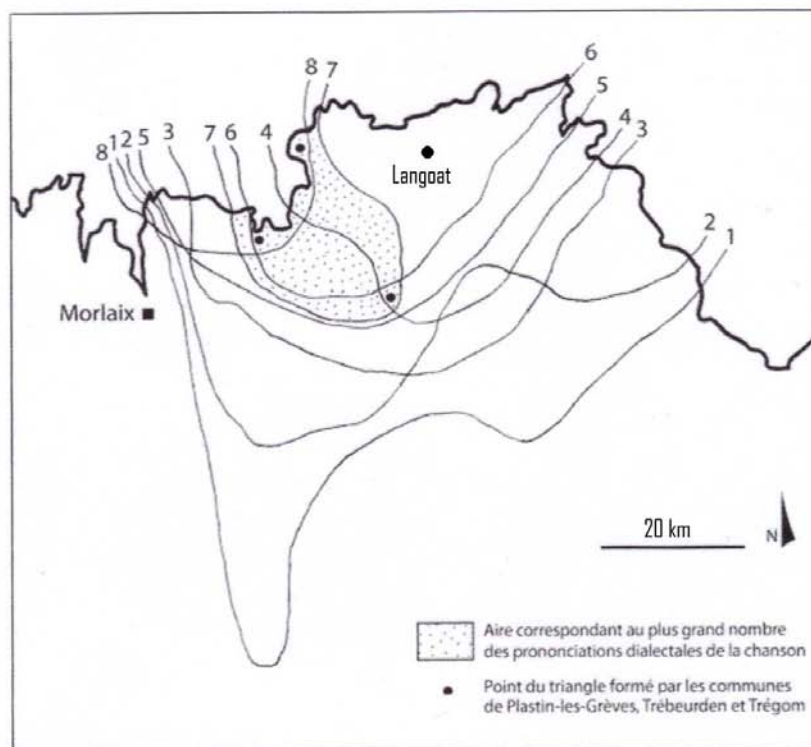 8 7
6
5
4
3
8 1 2 5 3 7 6 4
Langoat
2
1
Morlaix
20 km
N
Aire correspondant au plus grand nombre
des prononciations dialectales de la chanson
Point du triangle formé par les communes
de Plastin-les-Grèves, Trébeurden et Trégom